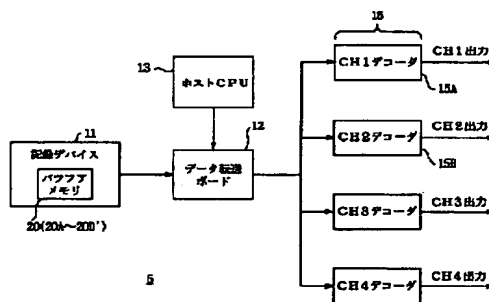 15
CH1デコーダ
CH1出力
15A
13
ホストCPU
12
11
記録デバイス
バツフア
メモリ
データ転送
ボード
CH2デコーダ
CH2出力
15B
20(20A～20D')
CH3デコーダ
CH3出力
5
CH4デコーダ
CH4出力